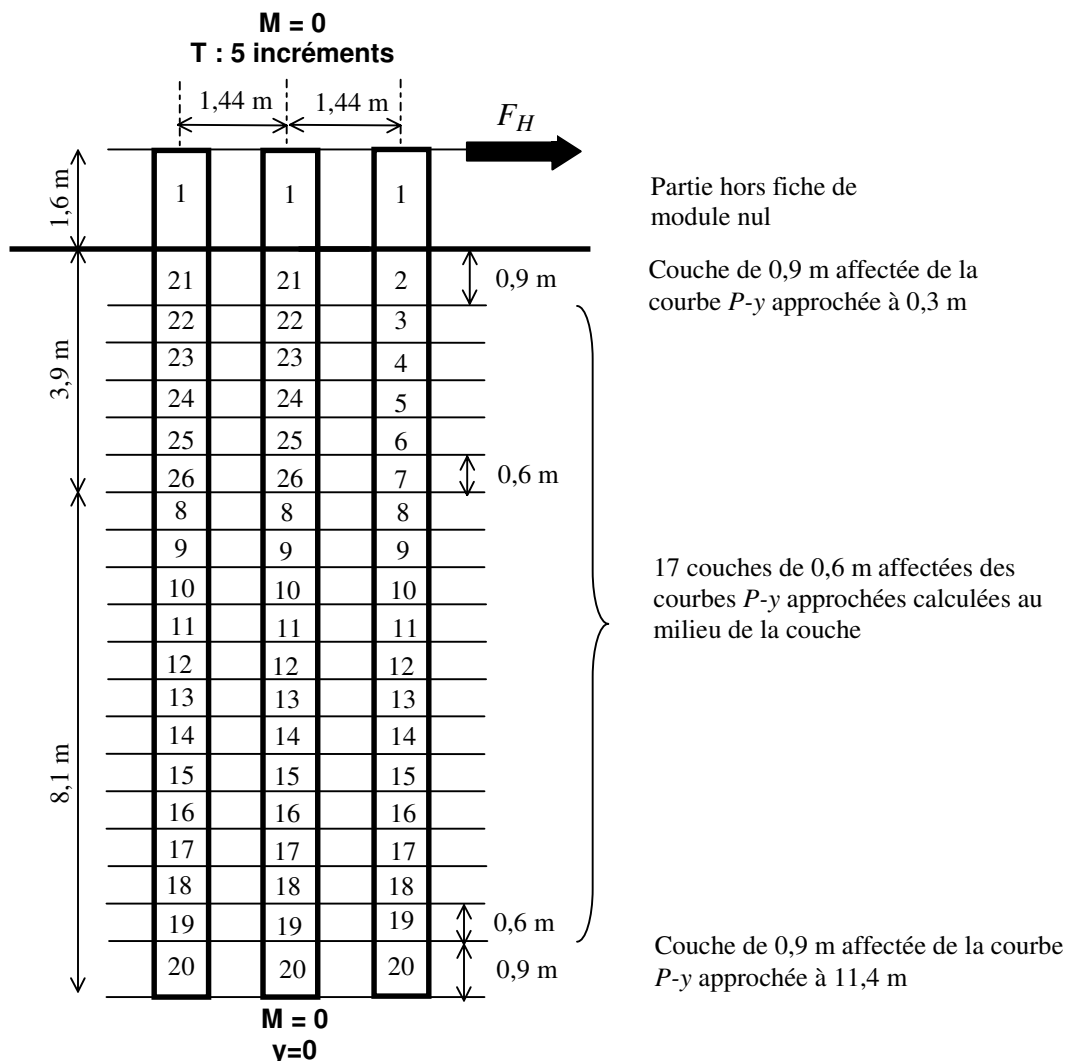 M = 0
T : 5 incréments
1,44 m 1,44 m
F_H
1,6 m
1 1 1
Partie hors fiche de
module nul
3,9 m
21 21 2
0,9 m
Couche de 0,9 m affectée de la
courbe P-y approchée à 0,3 m
22 22 3
23 23 4
24 24 5
25 25 6
26 26 7
0,6 m
8,1 m
8 8 8
9 9 9
10 10 10
11 11 11
12 12 12
13 13 13
14 14 14
15 15 15
16 16 16
17 17 17
18 18 18
19 19 19
17 couches de 0,6 m affectées des
courbes P-y approchées calculées au
milieu de la couche
0,6 m
20 20 20
0,9 m
Couche de 0,9 m affectée de la courbe
P-y approchée à 11,4 m
M = 0
y=0